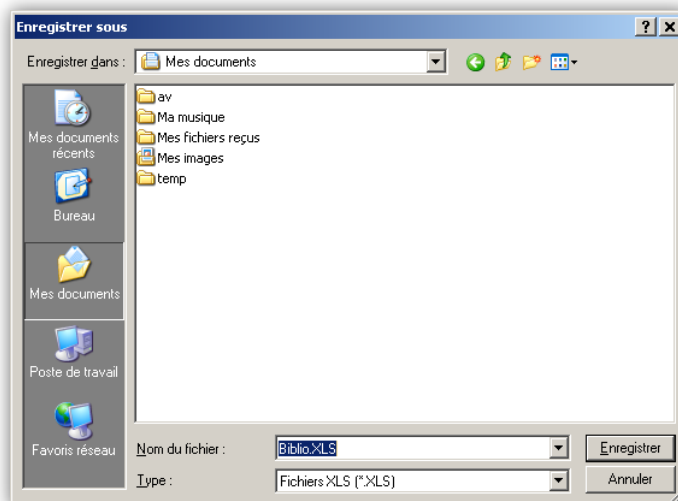 Enregistrer sous
Enregistrer dans :
Mes documents
av
Ma musique
Mes fichiers reçus
Mes images
temp
Mes documents
récents
Bureau
Mes documents
Poste de travail
Favoris réseau
Nom du fichier :
Biblio.XLS
Enregistrer
Type :
Fichiers XLS (*.XLS)
Annuler